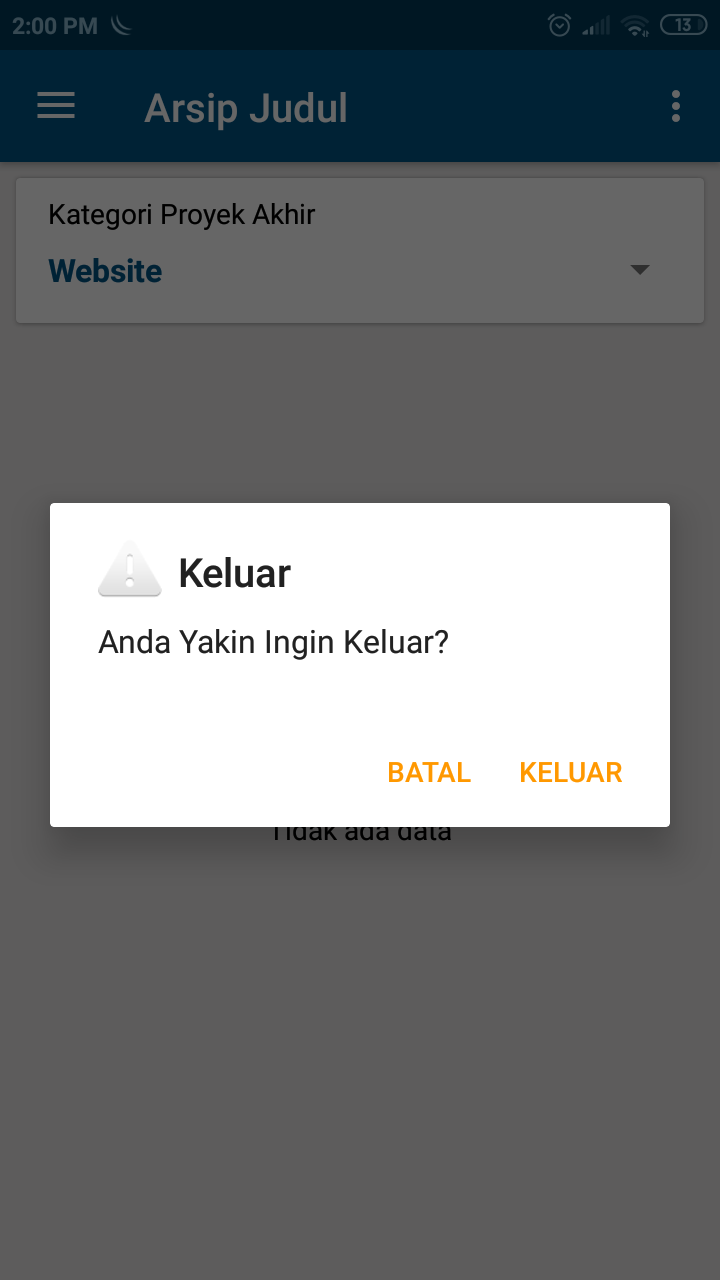 2:00 PM
13
Arsip Judul
Kategori Proyek Akhir
Website
Keluar
Anda Yakin Ingin Keluar?
BATAL KELUAR
Tidak ada data